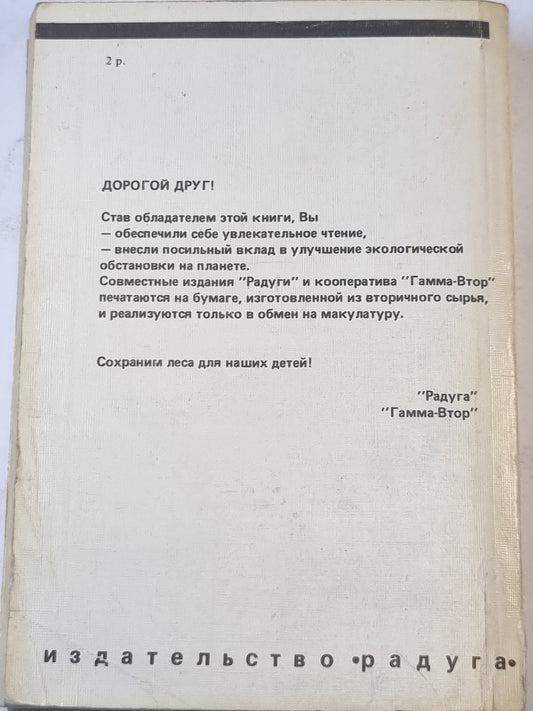 2 р.
ДОРОГОЙ ДРУГ!
Став обладателем этой книги, Вы
— обеспечили себе увлекательное чтение,
— внесли посильный вклад в улучшение экологической
обстановки на планете.
Совместные издания "Радуги" и кооператива "Гамма-Втор"
печатаются на бумаге, изготовленной из вторичного сырья,
и реализуются только в обмен на макулатуру.
Сохраним леса для наших детей!
"Радуга"
"Гамма-Втор"
издательство •радуга•